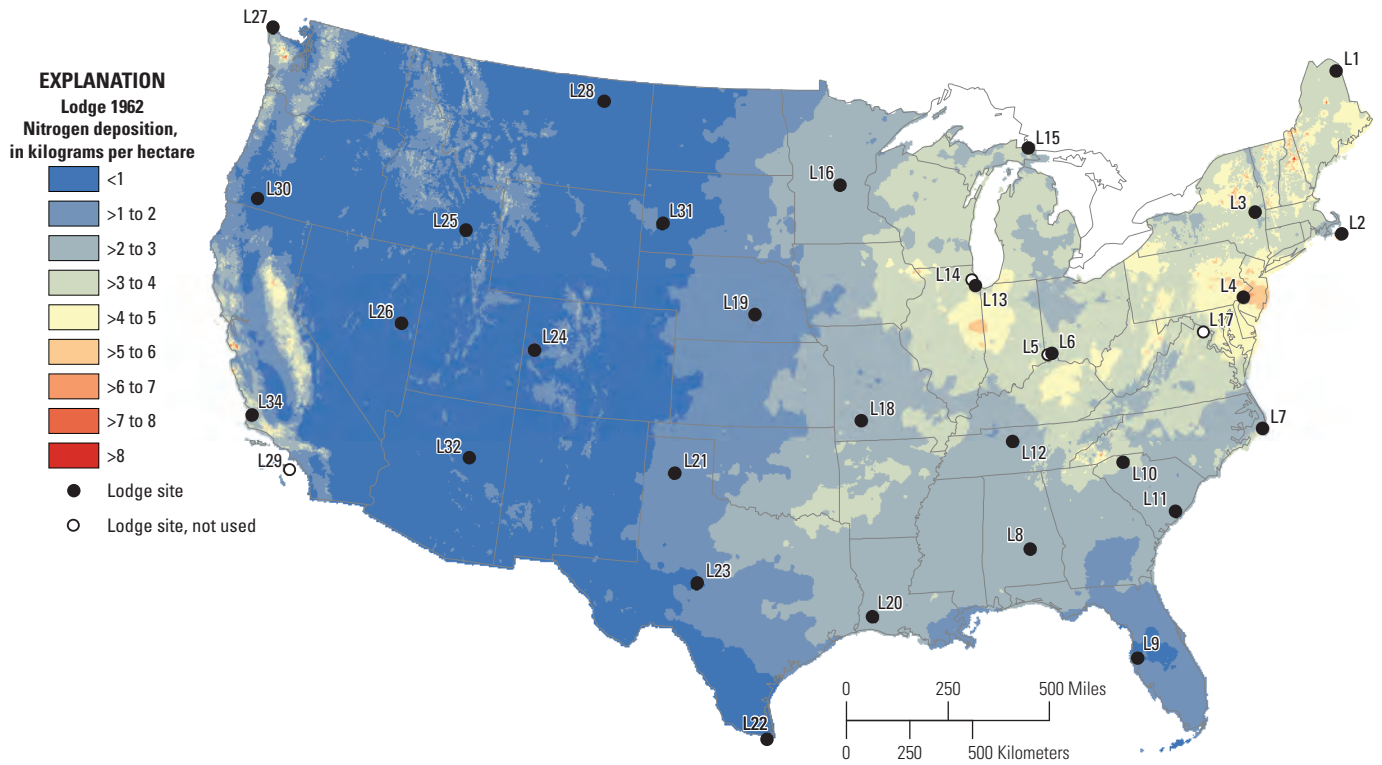 EXPLANATION
Lodge 1962
Nitrogen deposition,
in kilograms per hectare
<1
>1 to 2
>2 to 3
>3 to 4
>4 to 5
>5 to 6
>6 to 7
>7 to 8
>8
Lodge site
Lodge site, not used
L27
L1
L28
L15
L16
L30
L3
L31
L25
L2
L14
L13
L4
L19
L26
L17
L24
L5
L6
L34
L18
L7
L12
L32
L29
L21
L10
L11
L8
L23
L20
L9
L22
0 250 500 Miles
0 250 500 Kilometers